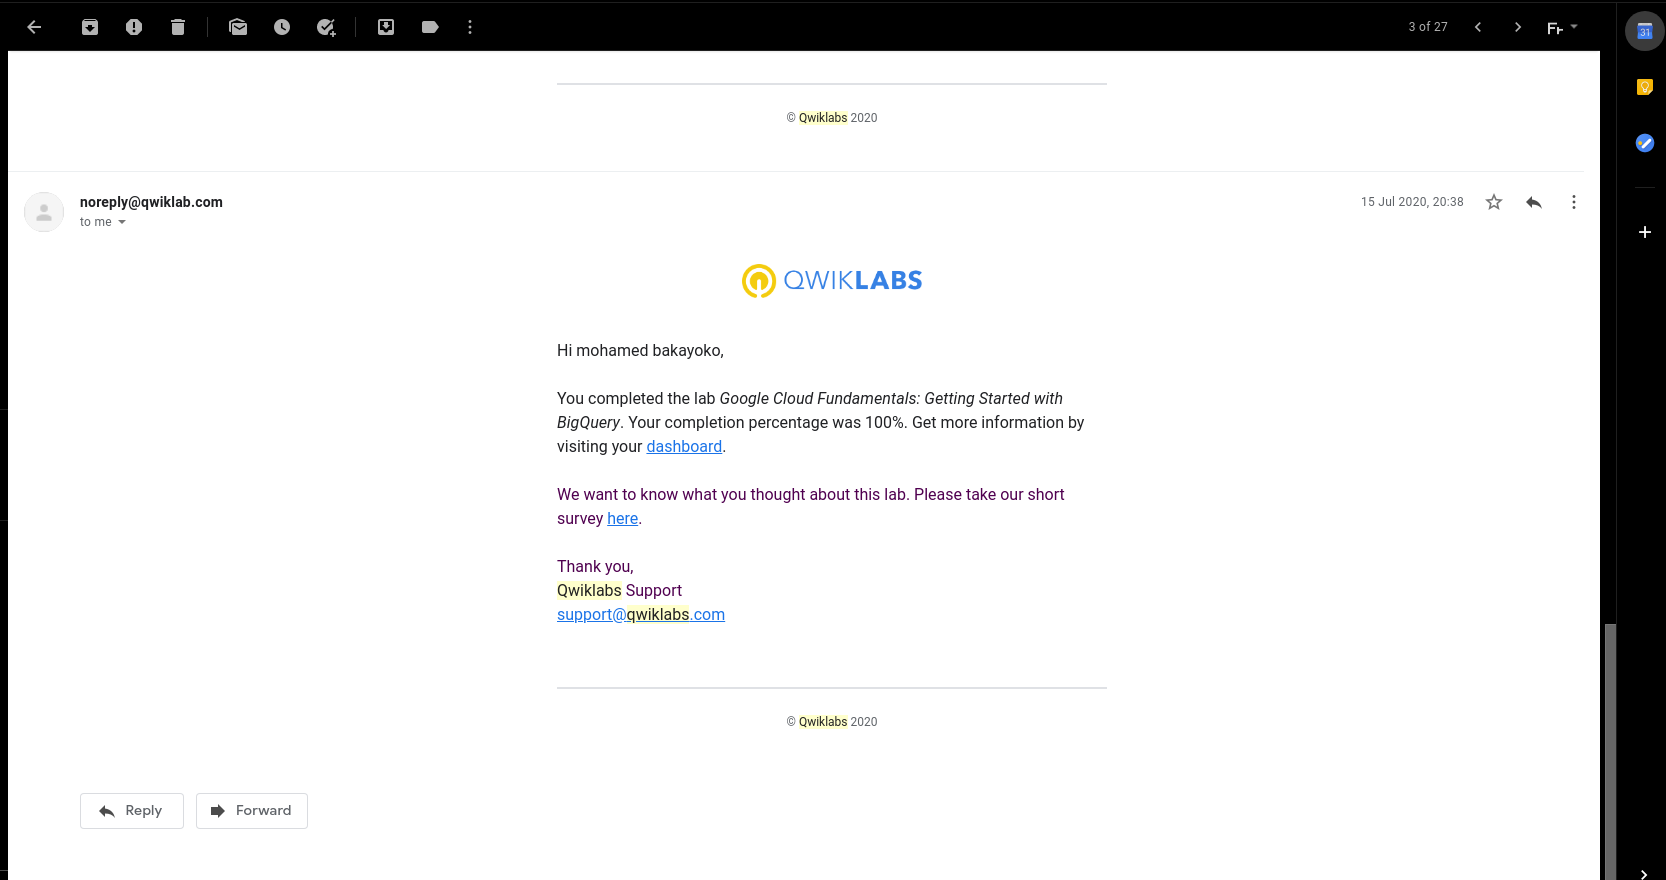 3 of 27
31
© Qwiklabs 2020
noreply@qwiklab.com
15 Jul 2020, 20:38
to me
QWIKLABS
Hi mohamed bakayoko,
You completed the lab Google Cloud Fundamentals: Getting Started with
BigQuery. Your completion percentage was 100%. Get more information by
visiting your dashboard.
We want to know what you thought about this lab. Please take our short
survey here.
Thank you,
Qwiklabs Support
support@qwiklabs.com
© Qwiklabs 2020
Reply
Forward